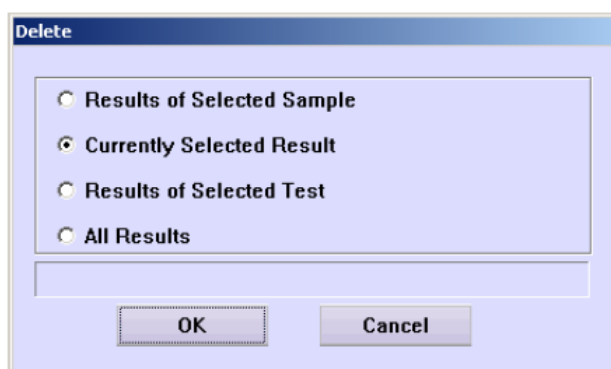 Delete
Results of Selected Sample
Currently Selected Result
Results of Selected Test
All Results
OK
Cancel